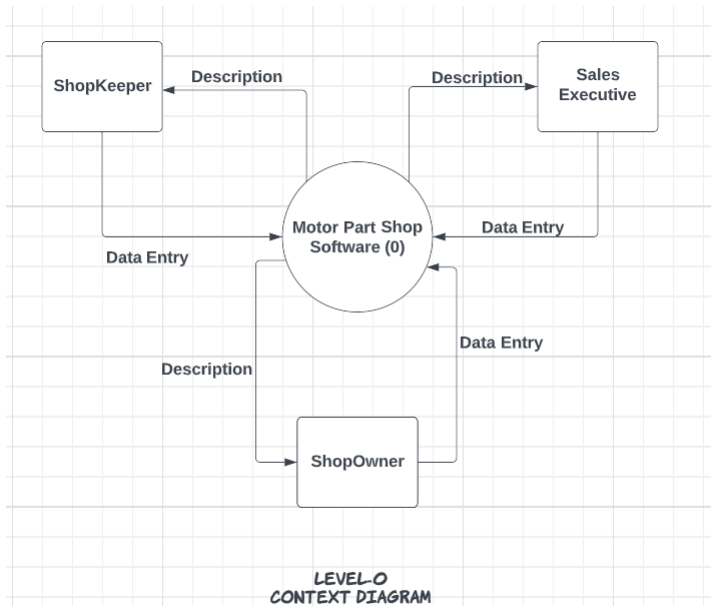 ShopKeeper
Description
Description
Sales
Executive
Motor Part Shop
Software (0)
Data Entry
Data Entry
Description
Data Entry
ShopOwner
LEVEL-0
CONTEXT DIAGRAM